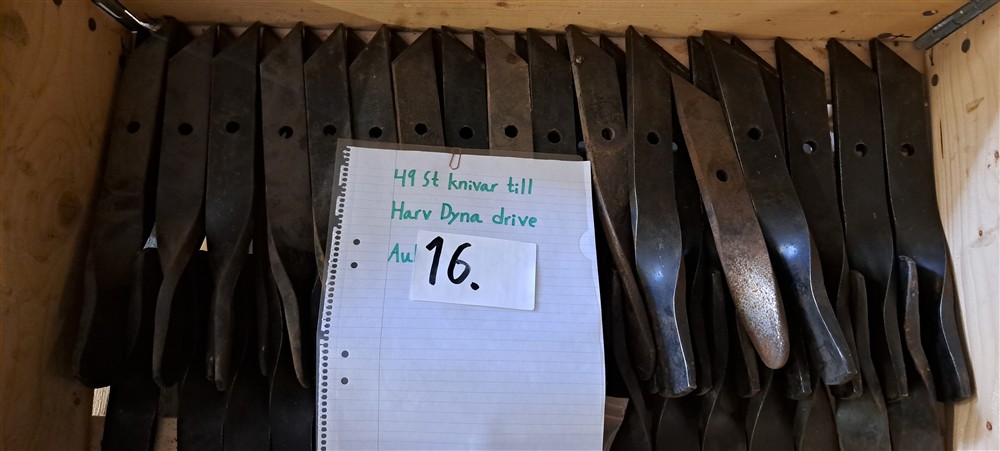 49 St knivar till
Harv Dyna drive
16.